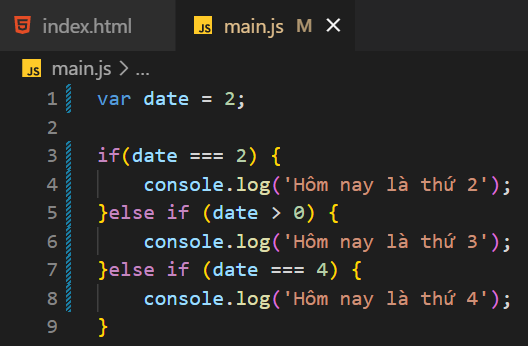 index.html
JS main.js M ×
JS main.js > ...
1 var date = 2;
2
3 if(date === 2) {
4     console.log('Hôm nay là thứ 2');
5 }else if (date > 0) {
6     console.log('Hôm nay là thứ 3');
7 }else if (date === 4) {
8     console.log('Hôm nay là thứ 4');
9 }